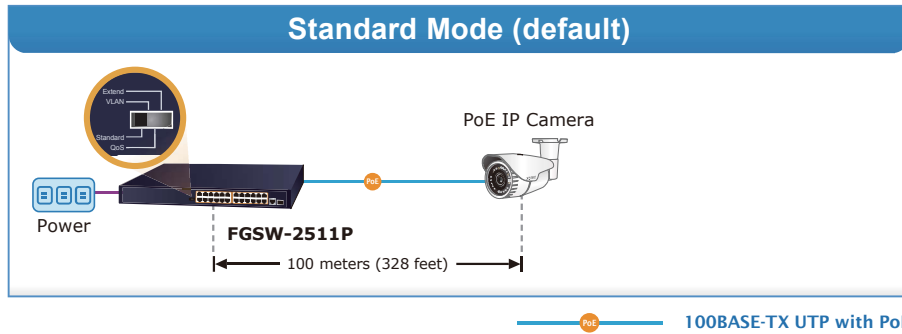 Standard Mode (default)
Extend
VLAN
Standard
QoS
PoE IP Camera
PoE
Power
FGSW-2511P
100 meters (328 feet)
PoE
100BASE-TX UTP with Po